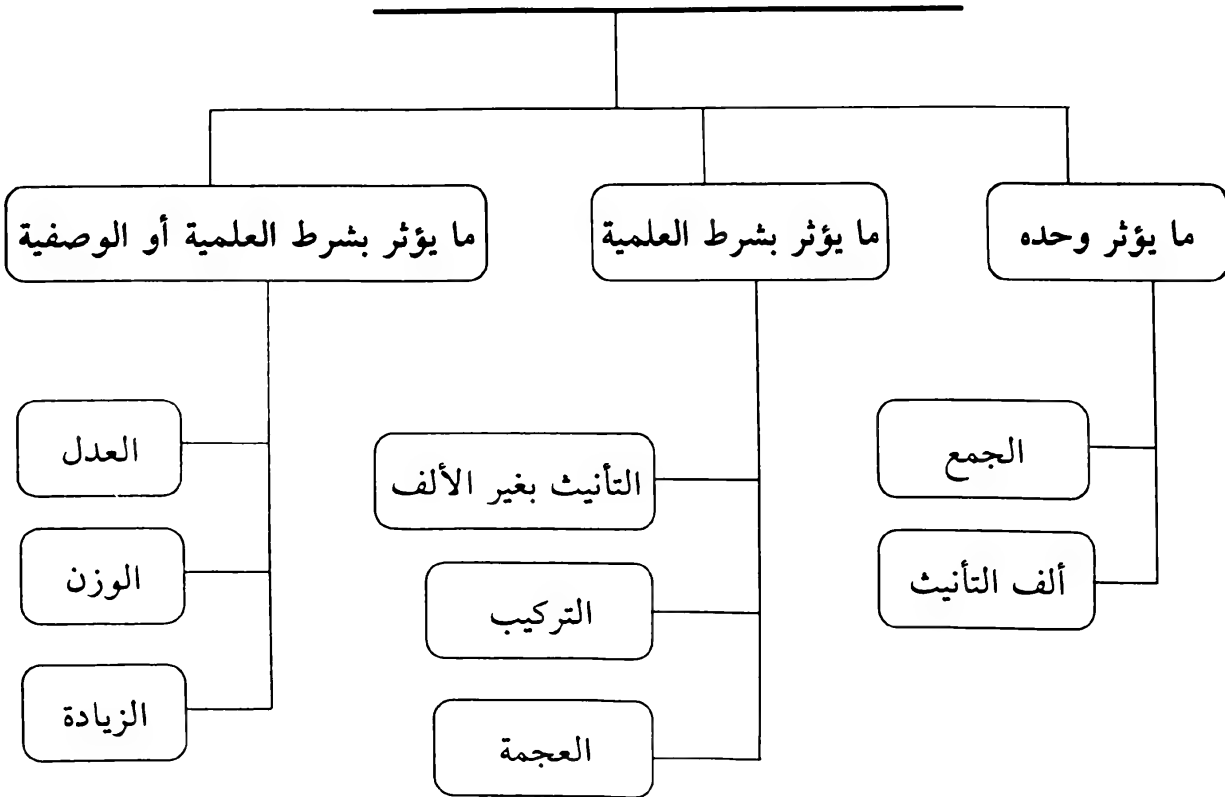 ما يؤثر وحده
ما يؤثر بشرط العلمية
ما يؤثر بشرط العلمية أو الوصفية
الجمع
ألف التأنيث
التأنيث بغير الألف
التركيب
العجمة
العدل
الوزن
الزيادة